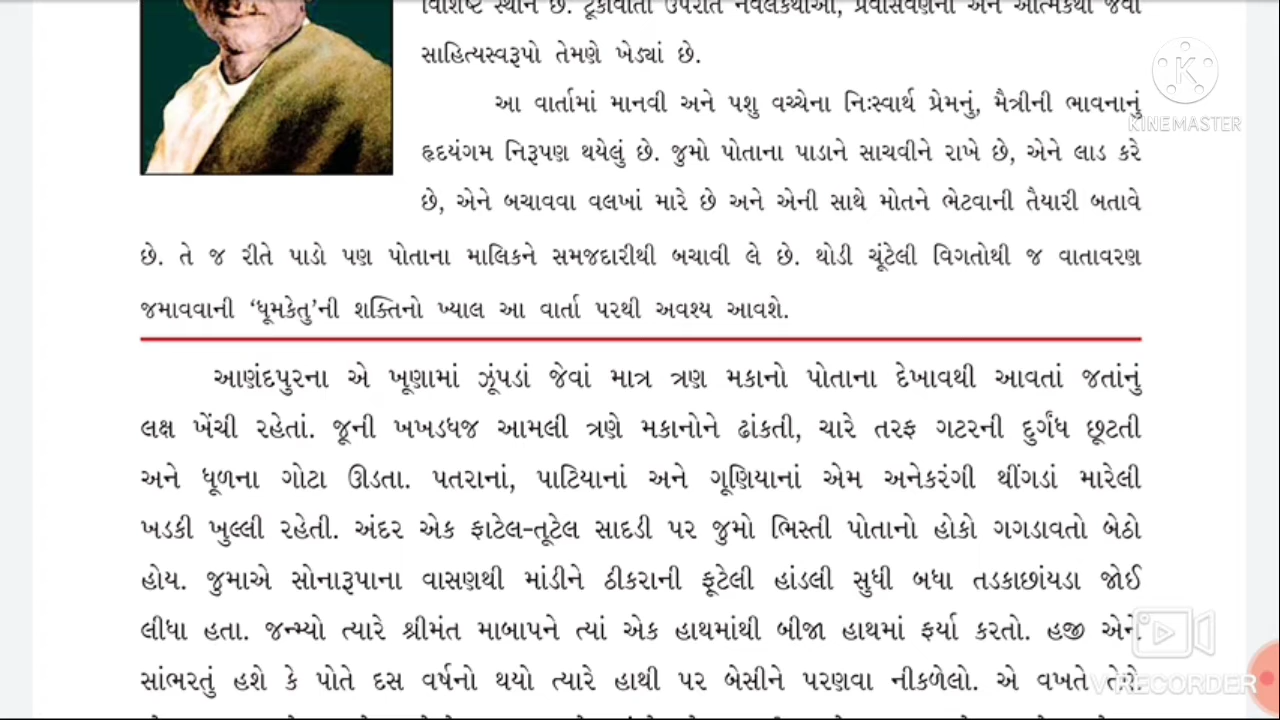 વિશિષ્ટ સ્થાન છે. ટૂંકીવાર્તા ઉપરાંત નવલકથાઓ, પ્રવાસવર્ણનો અને આત્મકથા જેવાં
સાહિત્યસ્વરૂપો તેમણે ખેડ્યાં છે.
આ વાર્તામાં માનવી અને પશુ વચ્ચેના નિઃસ્વાર્થ પ્રેમનું, મૈત્રીની ભાવનાનું
હૃદયંગમ નિરૂપણ થયેલું છે. જુમો પોતાના પાડાને સાચવીને રાખે છે, એને લાડ કરે
છે, એને બચાવવા વલખાં મારે છે અને એની સાથે મોતને ભેટવાની તૈયારી બતાવે
છે. તે જ રીતે પાડો પણ પોતાના માલિકને સમજદારીથી બચાવી લે છે. થોડી ચૂંટેલી વિગતોથી જ વાતાવરણ
જમાવવાની ‘ધૂમકેતુ’ની શક્તિનો ખ્યાલ આ વાર્તા પરથી અવશ્ય આવશે.
આણંદપુરના એ ખૂણામાં ઝૂંપડાં જેવાં માત્ર ત્રણ મકાનો પોતાના દેખાવથી આવતાં જતાંનું
લક્ષ ખેંચી રહેતાં. જૂની ખખડધજ આમલી ત્રણે મકાનોને ઢાંકતી, ચારે તરફ ગટરની દુર્ગંધ છૂટતી
અને ધૂળના ગોટા ઊડતા. પતરાનાં, પાટિયાનાં અને ગૂણિયાનાં એમ અનેકરંગી થીંગડાં મારેલી
ખડકી ખુલ્લી રહેતી. અંદર એક ફાટેલ-તૂટેલ સાદડી પર જુમો ભિસ્તી પોતાનો હોકો ગગડાવતો બેઠો
હોય. જુમાએ સોનારૂપાના વાસણથી માંડીને ઠીકરાની ફૂટેલી હાંડલી સુધી બધા તડકાછાંયડા જોઈ
લીધા હતા. જન્મ્યો ત્યારે શ્રીમંત માબાપને ત્યાં એક હાથમાંથી બીજા હાથમાં ફર્યા કરતો. હજી એને
સાંભરતું હશે કે પોતે દસ વર્ષનો થયો ત્યારે હાથી પર બેસીને પરણવા નીકળેલો. એ વખતે તેનો
KINEMASTER
V RECORDER